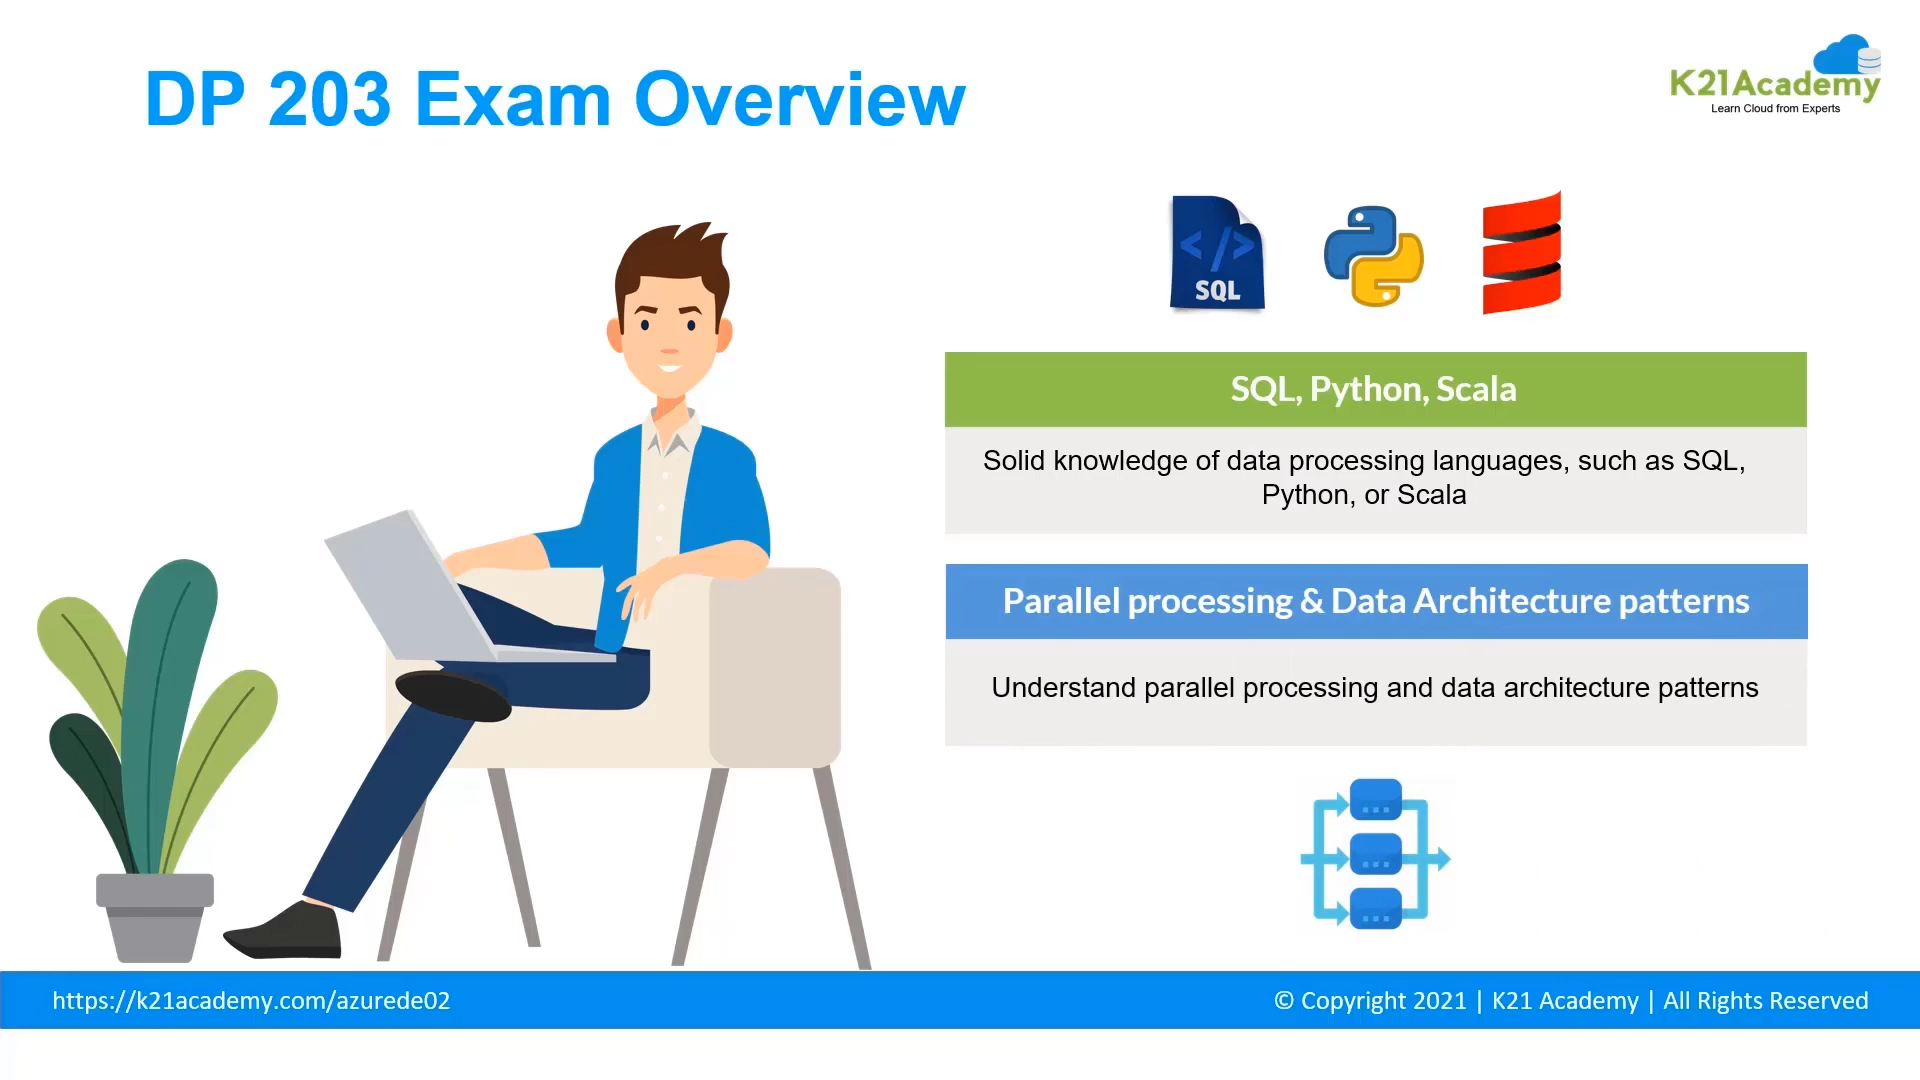 DP 203 Exam Overview
K21Academy
Learn Cloud from Experts
</>
SQL
SQL, Python, Scala
Solid knowledge of data processing languages, such as SQL,
Python, or Scala
Parallel processing & Data Architecture patterns
Understand parallel processing and data architecture patterns
https://k21academy.com/azurede02
© Copyright 2021 | K21 Academy | All Rights Reserved